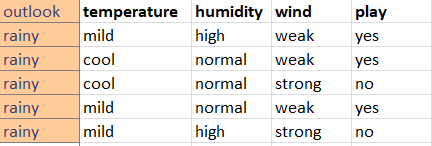 outlook temperature humidity wind play
rainy mild high weak yes
rainy cool normal weak yes
rainy cool normal strong no
rainy mild normal weak yes
rainy mild high strong no